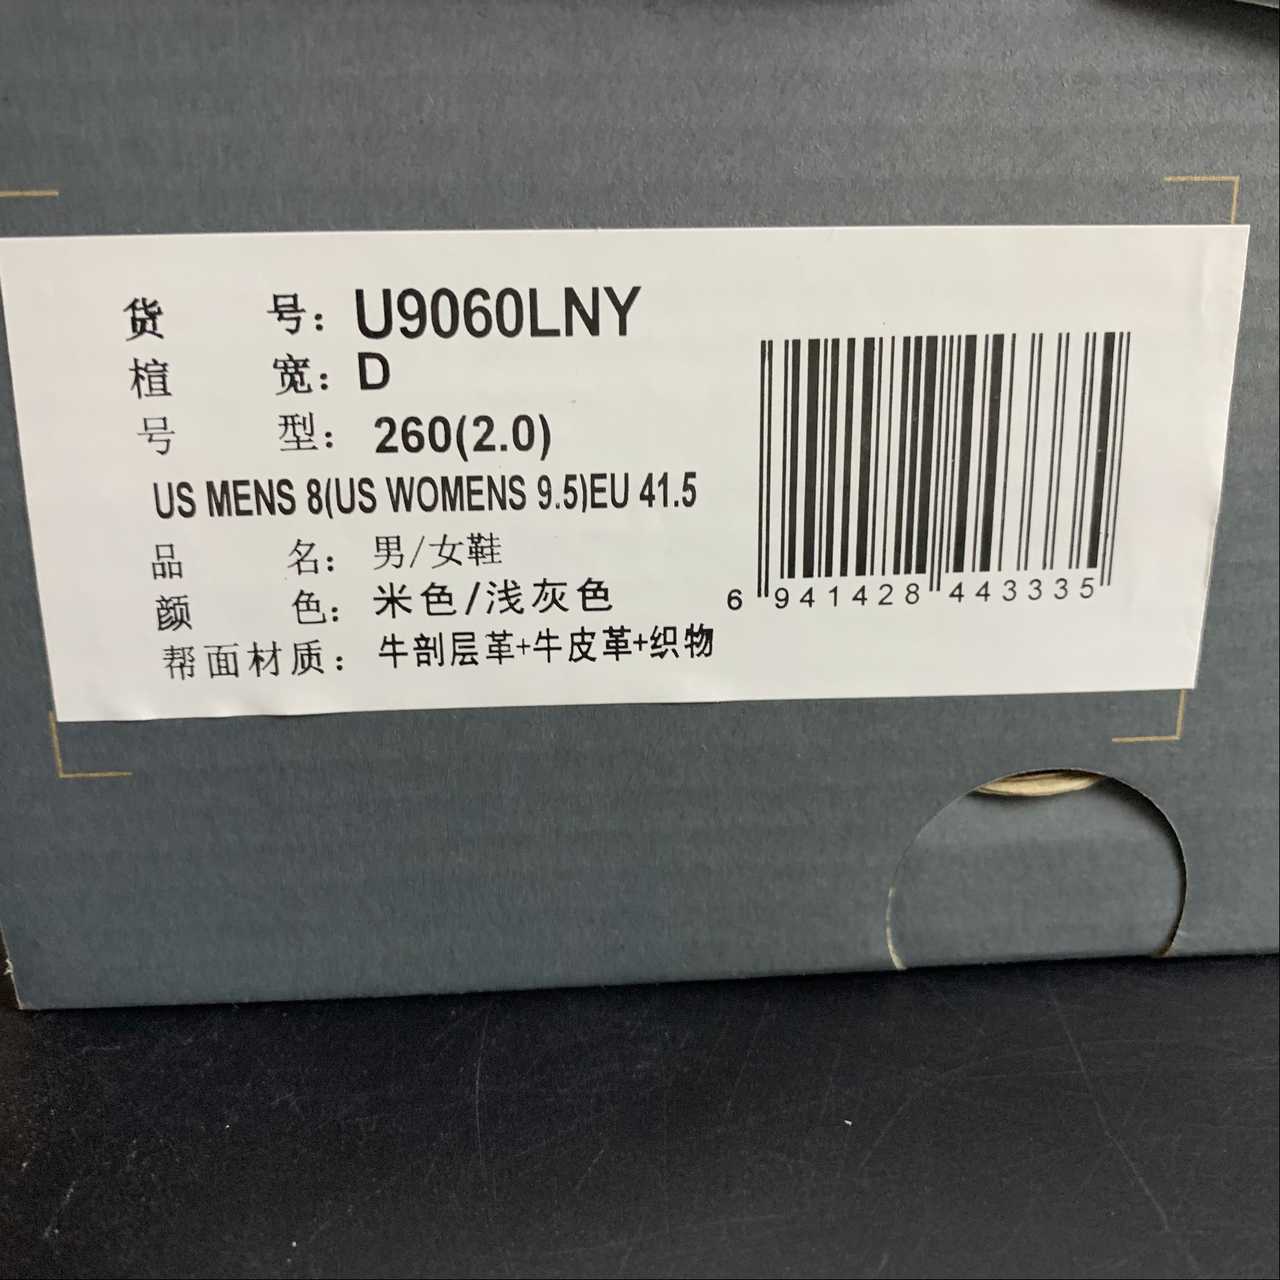 货 号：U9060LNY
楦 宽：D
号 型：260(2.0)
US MENS 8(US WOMENS 9.5)EU 41.5
品 名：男/女鞋
颜 色：米色/浅灰色
帮面材质：牛剖层革+牛皮革+织物
6 941428 443335